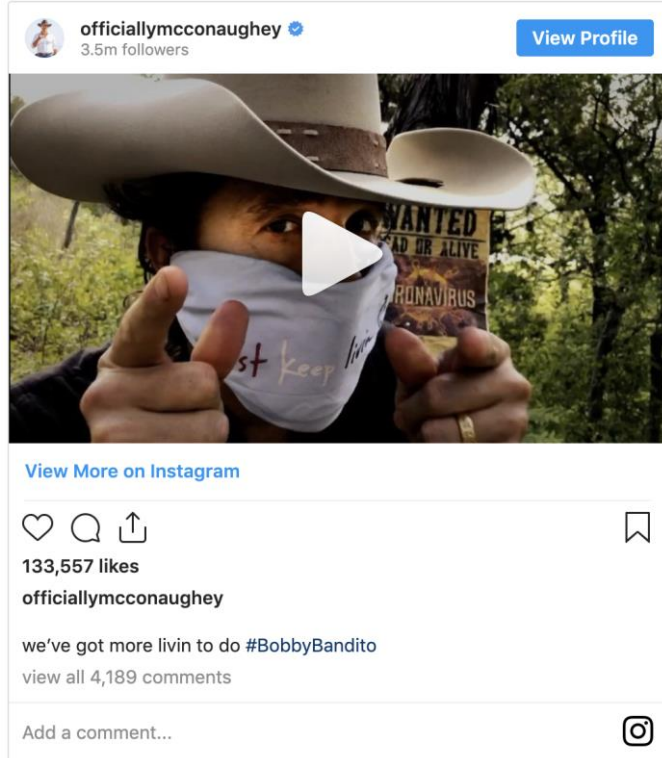 officiallymcconaughey
3.5m followers
View Profile
WANTED
AD OR ALIVE
RONAVIRUS
st keep livin
View More on Instagram
133,557 likes
officiallymcconaughey
we've got more livin to do #BobbyBandito
view all 4,189 comments
Add a comment...